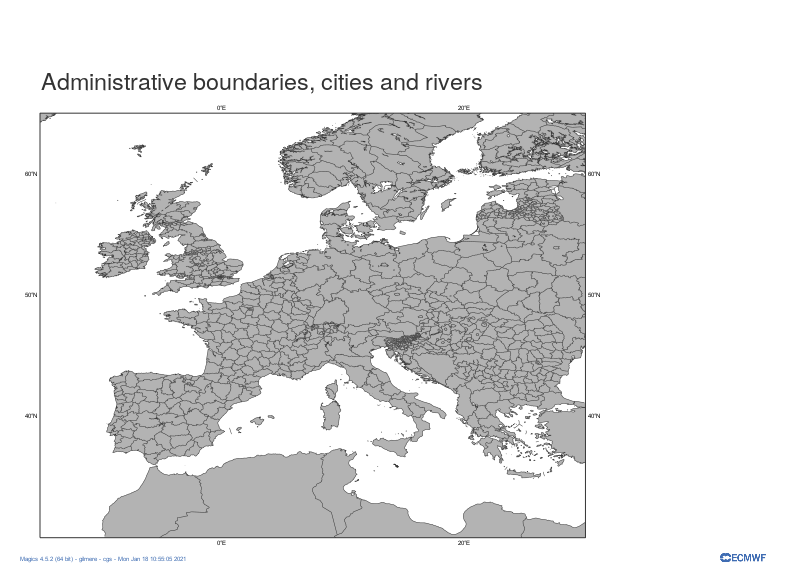 Administrative boundaries, cities and rivers
0°E 20°E
60°N 60°N
50°N 50°N
40°N 40°N
0°E 20°E
Magics 4.5.2 (64 bit) - gilmere - cgs - Mon Jan 18 10:55:05 2021
ECMWF